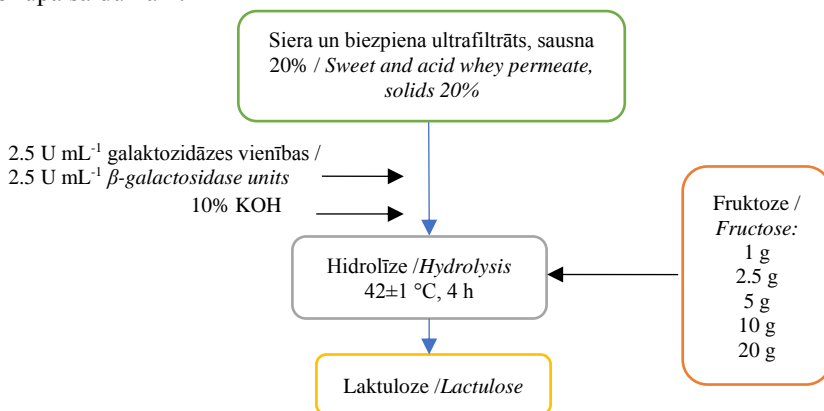 Siera un biezpiena ultrafiltrāts, sausna
20% / Sweet and acid whey permeate,
solids 20%
2.5 U mL-1 galaktozidāzes vienības /
2.5 U mL-1 β-galactosidase units
10% KOH
Fruktoze /
Fructose:
1 g
2.5 g
5 g
10 g
20 g
Hidrolīze /Hydrolysis
42±1 °C, 4 h
Laktuloze /Lactulose